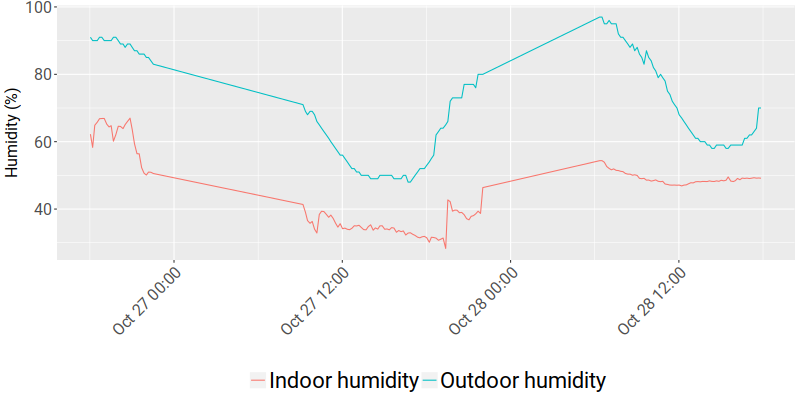 100
80
60
40
Humidity (%)
Oct 27 00:00
Oct 27 12:00
Oct 28 00:00
Oct 28 12:00
Indoor humidity
Outdoor humidity